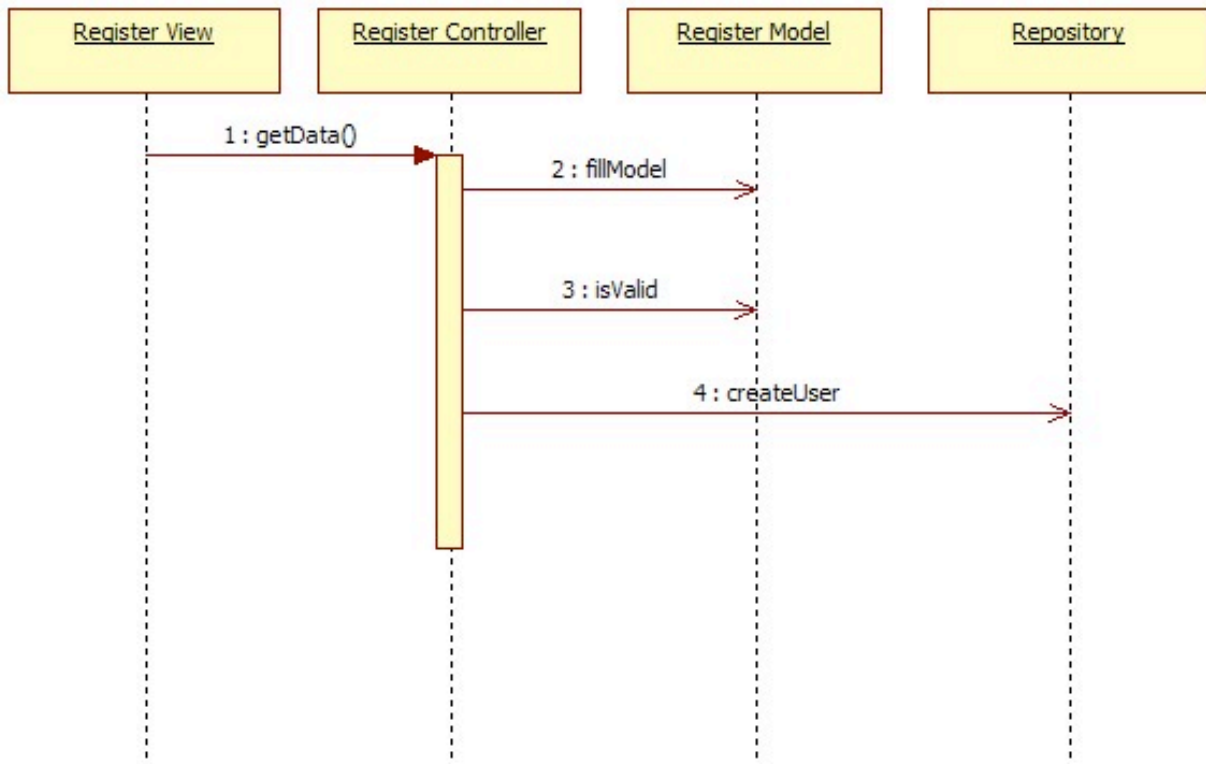 Register View
Register Controller
Register Model
Repository
1 : getData()
2 : fillModel
3 : isValid
4 : createUser